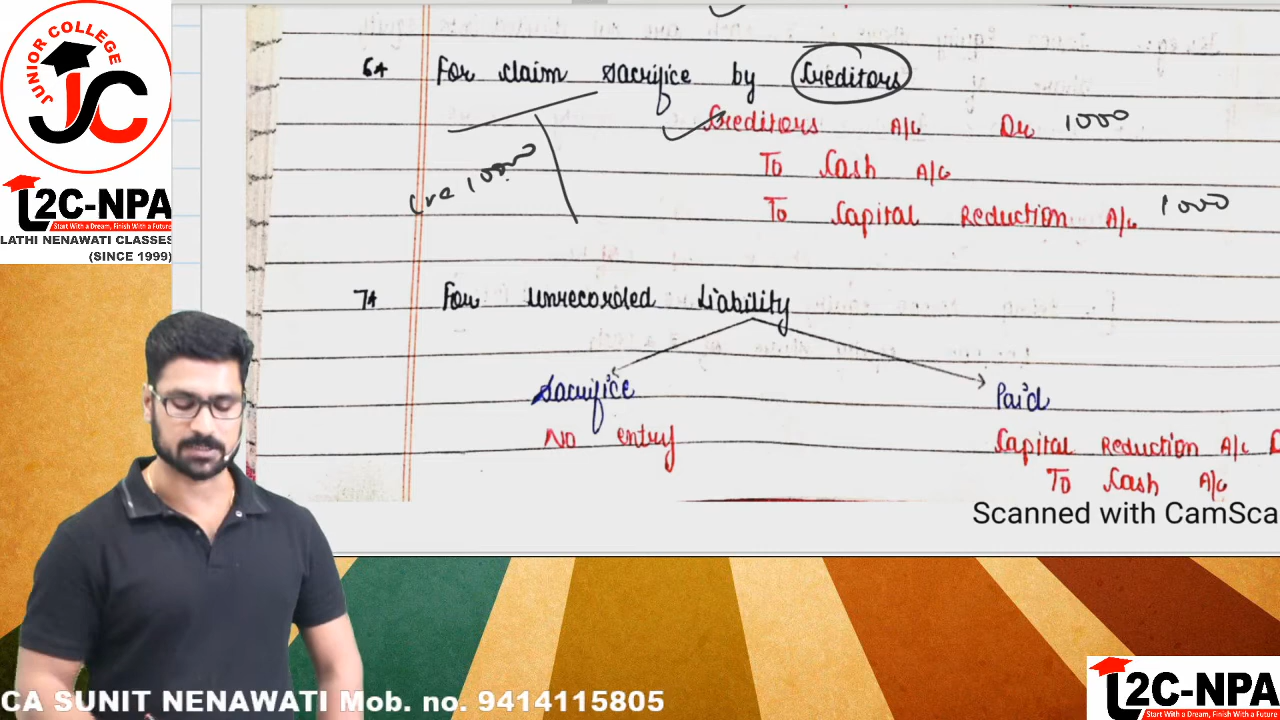 JUNIOR COLLEGE
JC
L2C-NPA
Start With a Dream, Finish With a Future
LATHI NENAWATI CLASSES
(SINCE 1999)
6→ For claim sacrifice by Creditors
Creditors A/c Dr 1000
To Cash A/c
To Capital Reduction A/c 1000
7→ For unrecorded Liability
Sacrifice Paid
No entry Capital Reduction A/c D
To Cash A/c
Scanned with CamSca
CA SUNIT NENAWATI Mob. no. 9414115805
L2C-NPA
Start With a Dream, Finish With a Future